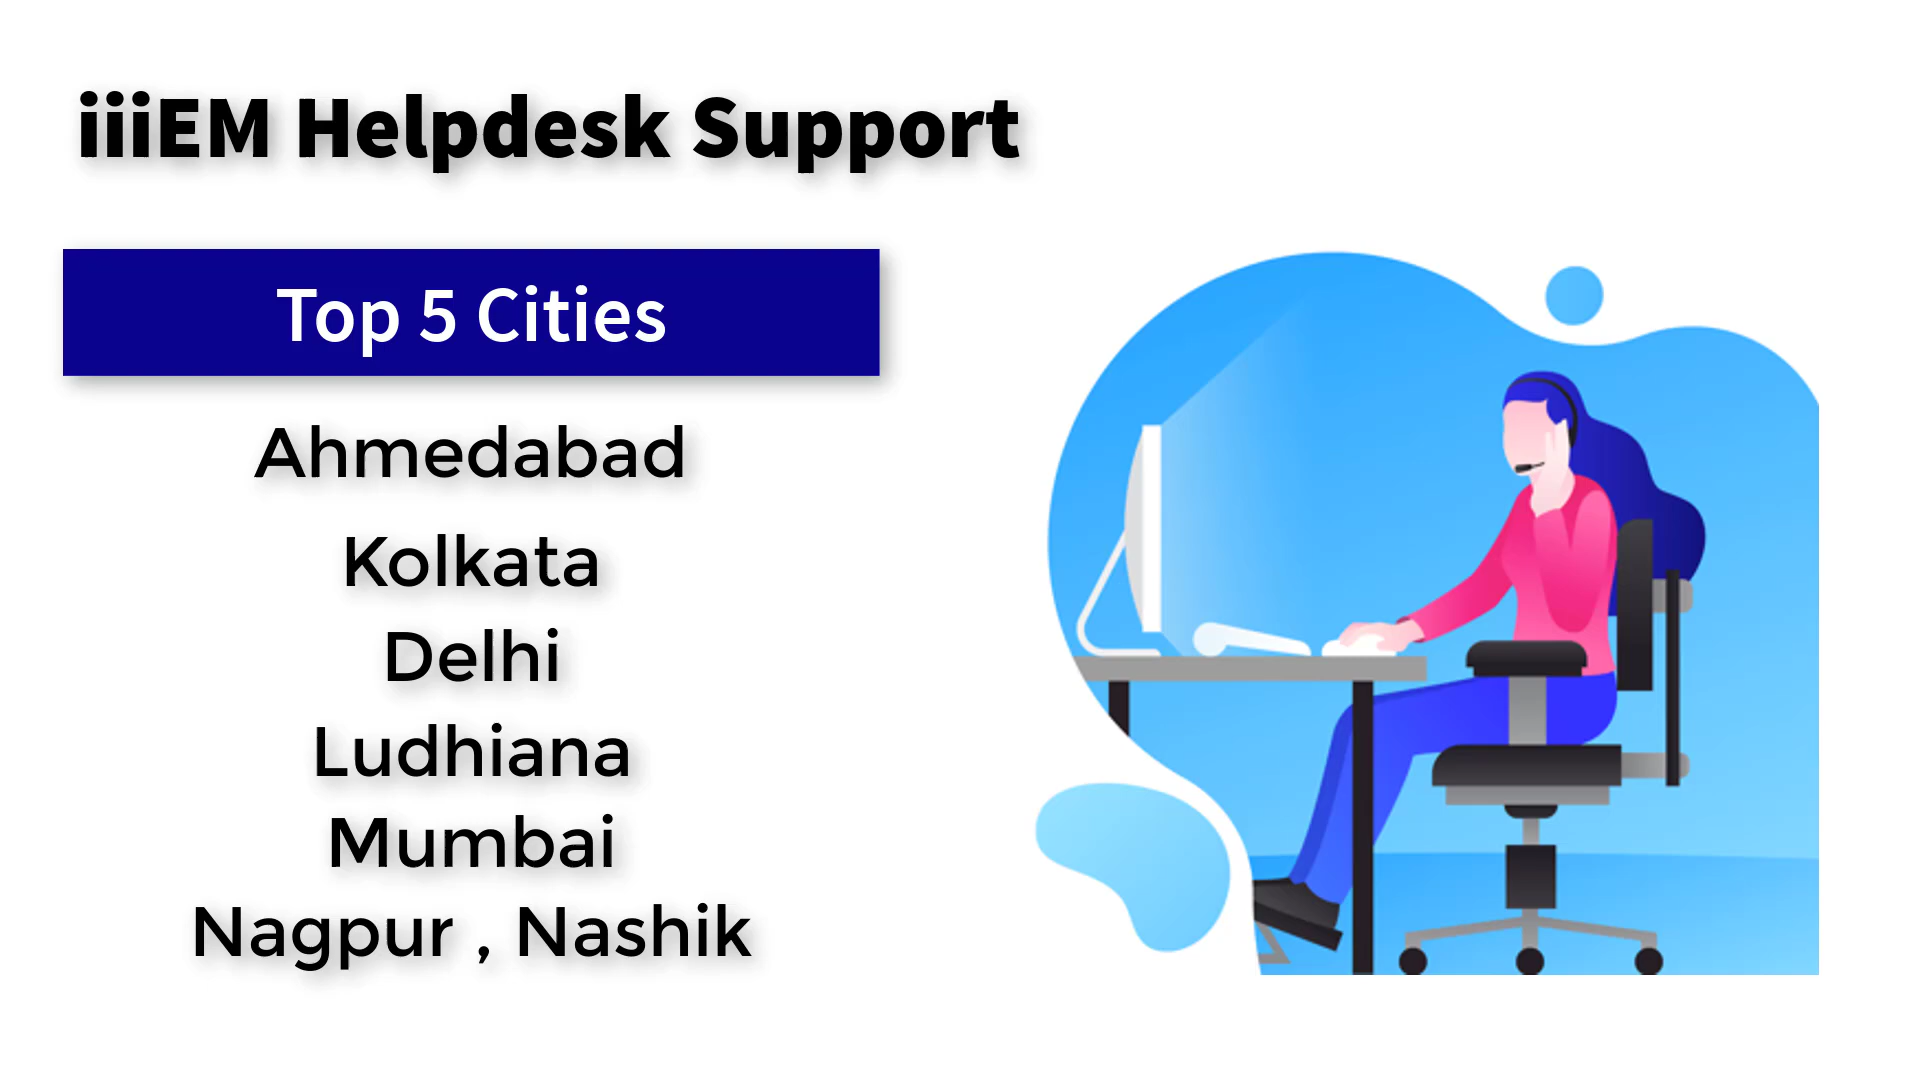 iiiEM Helpdesk Support
Top 5 Cities
Ahmedabad
Kolkata
Delhi
Ludhiana
Mumbai
Nagpur , Nashik